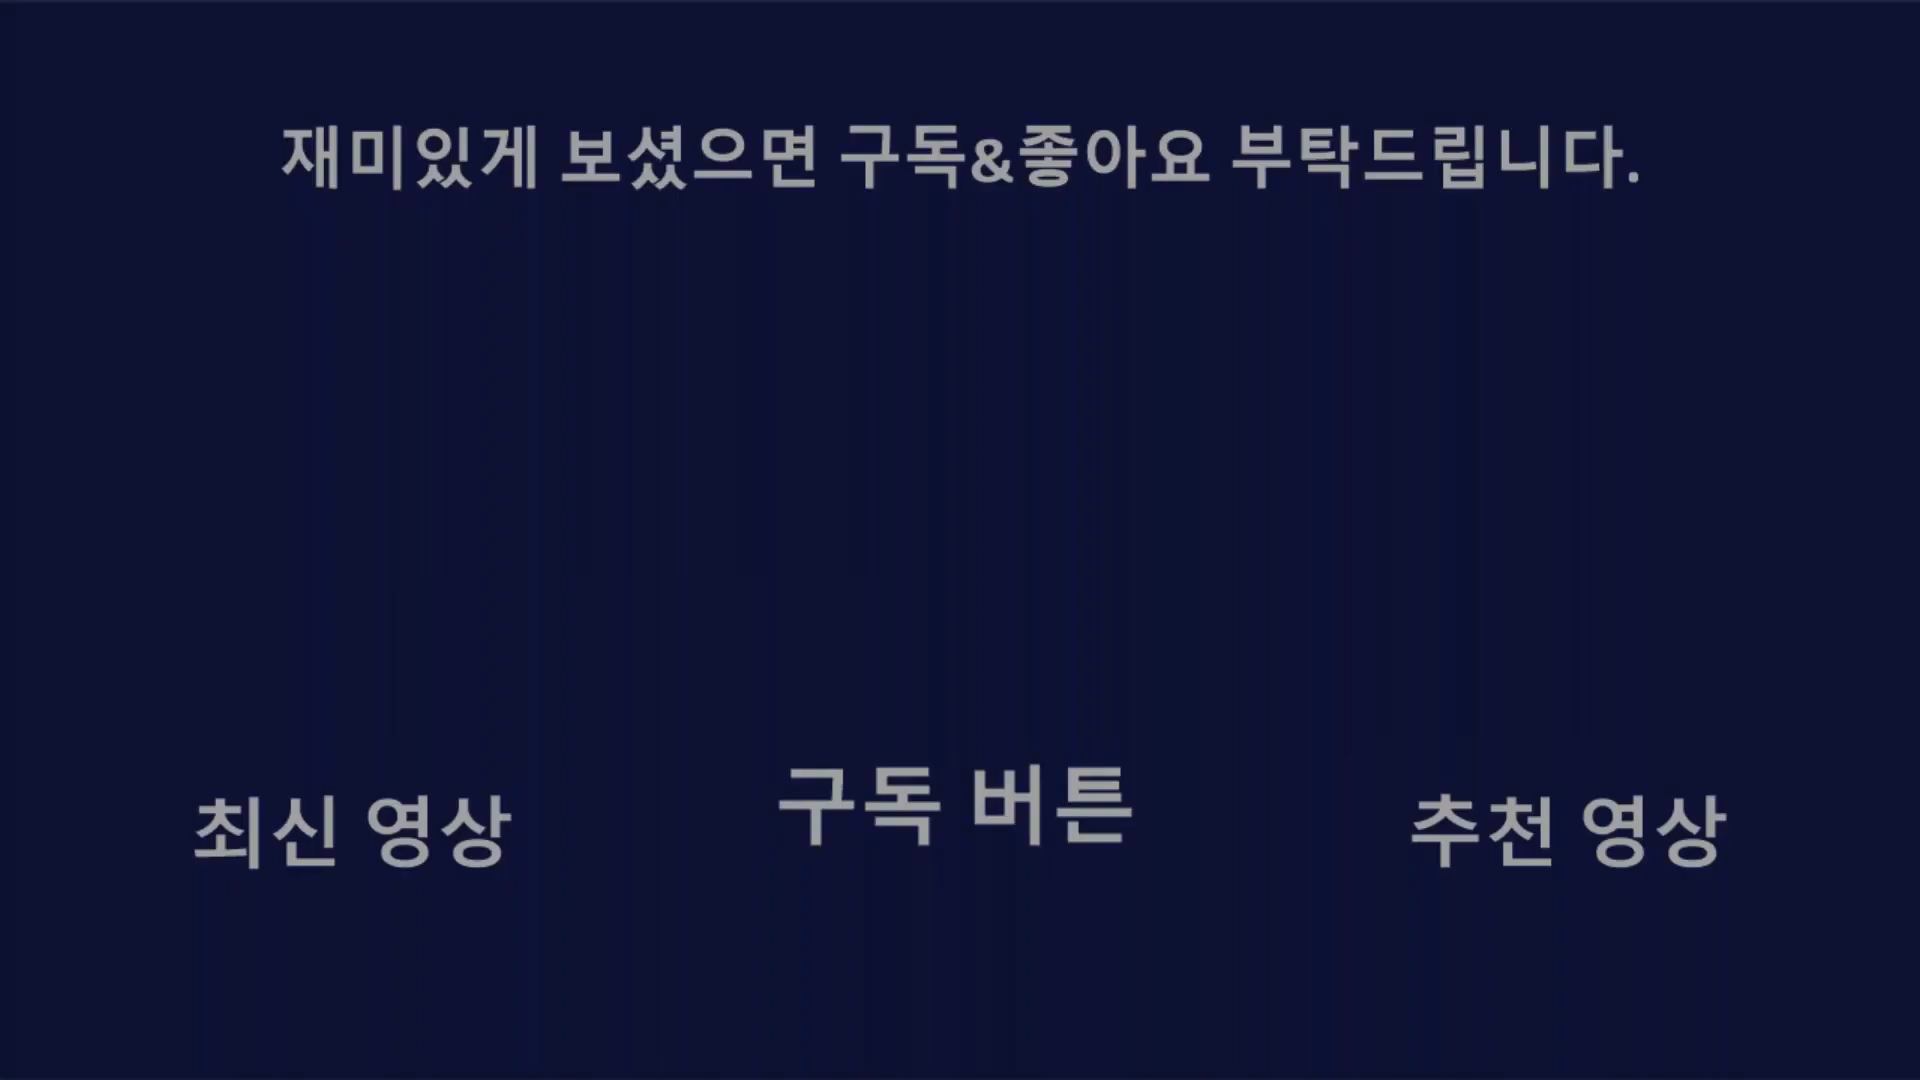 재미있게 보셨으면 구독&좋아요 부탁드립니다.
최신 영상
구독 버튼
추천 영상